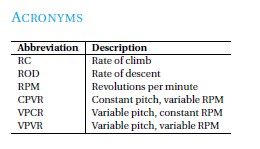 ACRONYMS
Abbreviation Description
RC Rate of climb
ROD Rate of descent
RPM Revolutions per minute
CPVR Constant pitch, variable RPM
VPCR Variable pitch, constant RPM
VPVR Variable pitch, variable RPM